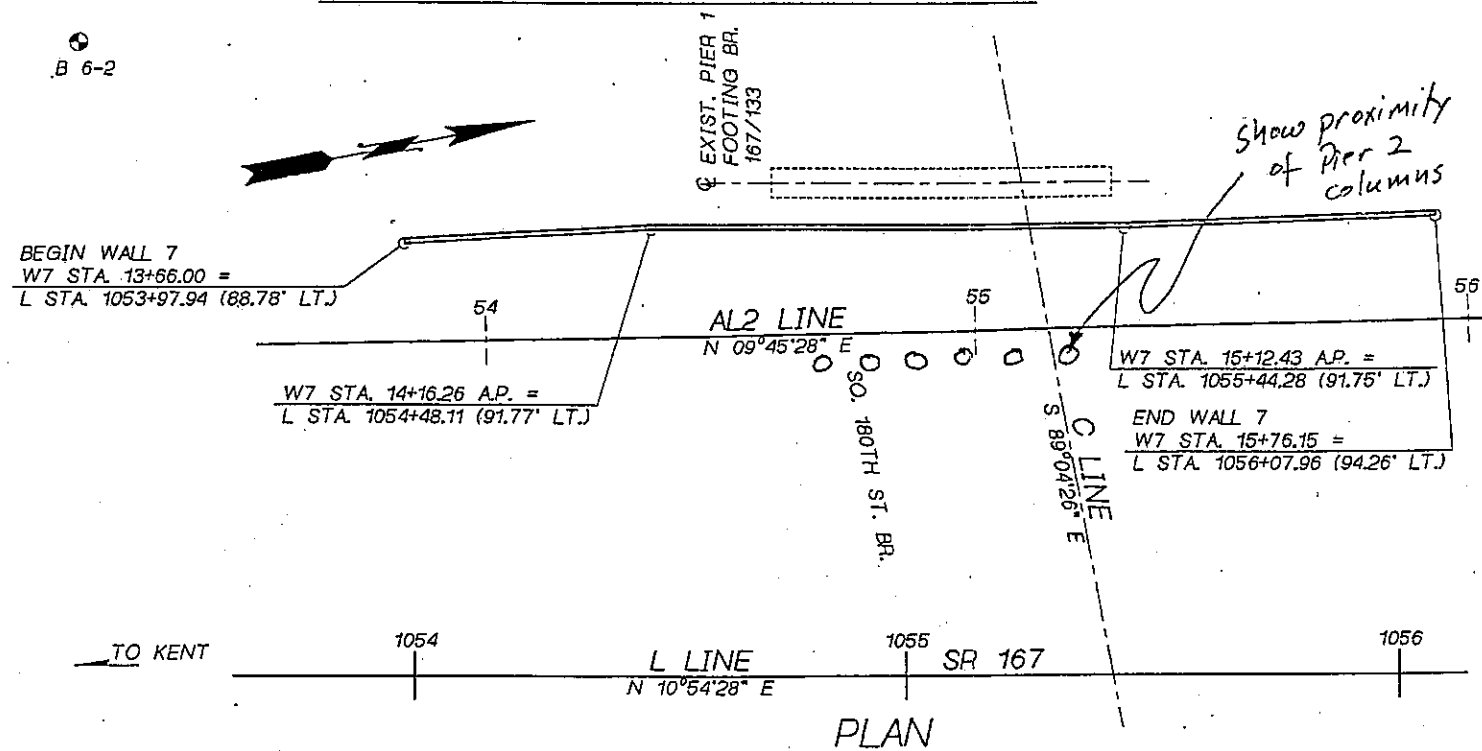 B 6-2
EXIST. PIER 1
FOOTING BR.
167/133
show proximity
of Pier 2
columns
BEGIN WALL 7
W7 STA. 13+66.00 =
L STA. 1053+97.94 (88.78' LT.)
54
AL2 LINE
N 09°45'28" E
55
56
W7 STA. 14+16.26 A.P. =
L STA. 1054+48.11 (91.77' LT.)
SO. 180TH ST. BR.
C LINE
S 89°04'26" E
W7 STA. 15+12.43 A.P. =
L STA. 1055+44.28 (91.75' LT.)
END WALL 7
W7 STA. 15+76.15 =
L STA. 1056+07.96 (94.26' LT.)
TO KENT
1054
L LINE
N 10°54'28" E
1055
SR 167
1056
PLAN